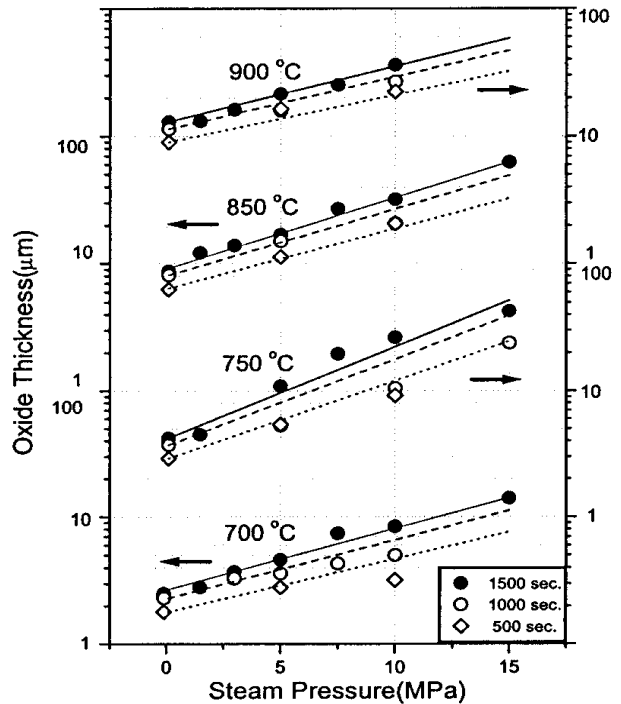 100
900 °C
10
100
850 °C
10
1
100
Oxide Thickness(μm)
750 °C
1
100
10
10
700 °C
1
1500 sec.
1000 sec.
500 sec.
1
0
5
10
15
Steam Pressure(MPa)